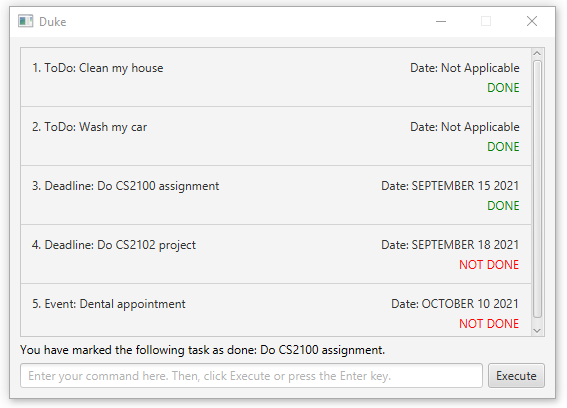 Duke
1. ToDo: Clean my house Date: Not Applicable
DONE
2. ToDo: Wash my car Date: Not Applicable
DONE
3. Deadline: Do CS2100 assignment Date: SEPTEMBER 15 2021
DONE
4. Deadline: Do CS2102 project Date: SEPTEMBER 18 2021
NOT DONE
5. Event: Dental appointment Date: OCTOBER 10 2021
NOT DONE
You have marked the following task as done: Do CS2100 assignment.
Enter your command here. Then, click Execute or press the Enter key. Execute